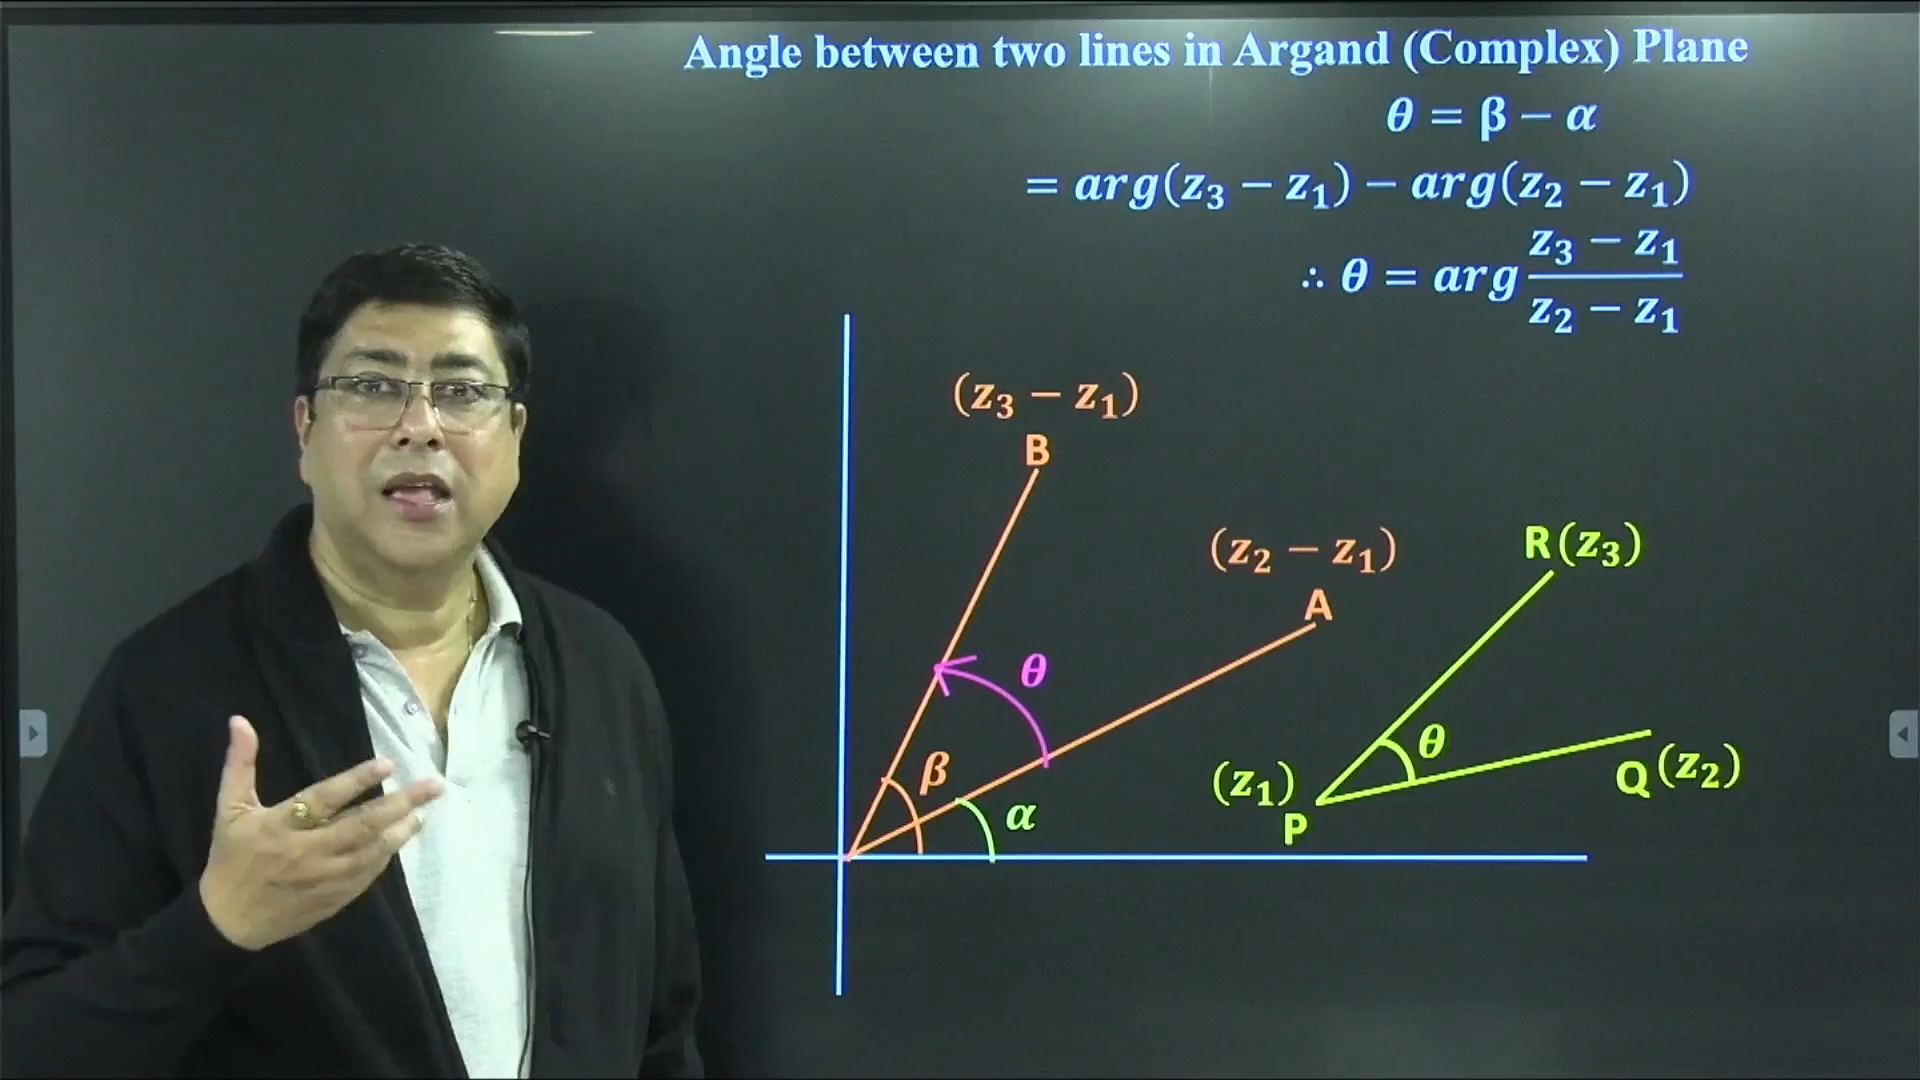 Angle between two lines in Argand (Complex) Plane
θ = β − α
= arg(z₃ − z₁) − arg(z₂ − z₁)
∴ θ = arg (z₃ − z₁)/(z₂ − z₁)
(z₃ − z₁)
B
(z₂ − z₁)
A
R(z₃)
θ
β
α
θ
(z₁)
P
Q(z₂)